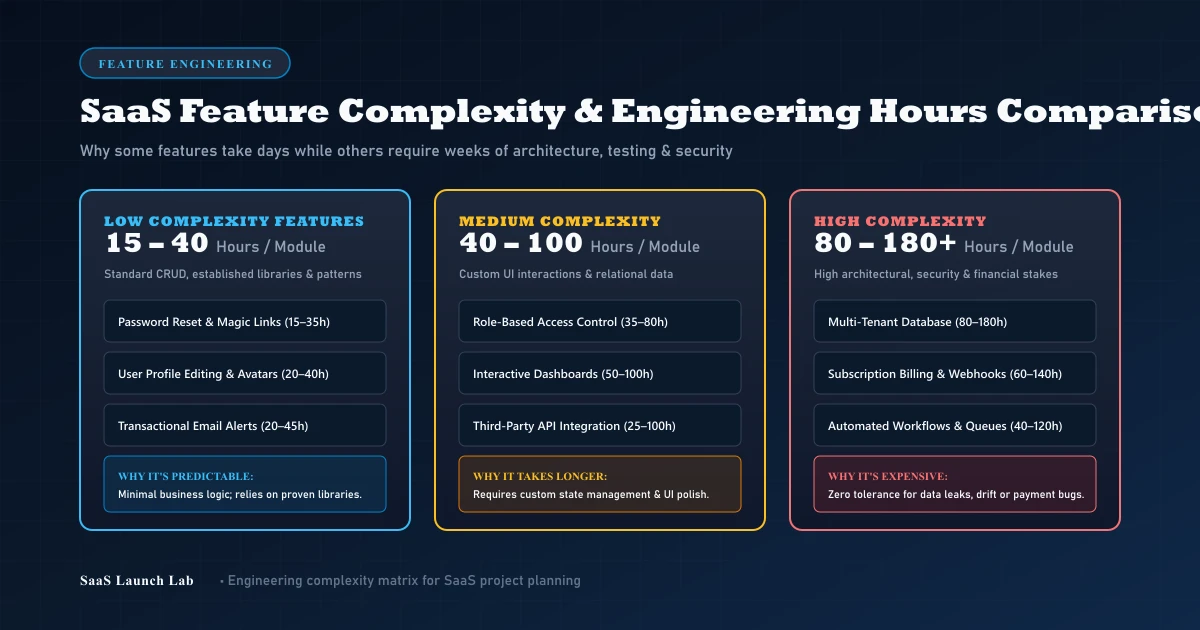 FEATURE ENGINEERING
SaaS Feature Complexity & Engineering Hours Comparis
Why some features take days while others require weeks of architecture, testing & security
LOW COMPLEXITY FEATURES
15 – 40 Hours / Module
Standard CRUD, established libraries & patterns
Password Reset & Magic Links (15–35h)
User Profile Editing & Avatars (20–40h)
Transactional Email Alerts (20–45h)
WHY IT'S PREDICTABLE:
Minimal business logic; relies on proven libraries.
MEDIUM COMPLEXITY
40 – 100 Hours / Module
Custom UI interactions & relational data
Role-Based Access Control (35–80h)
Interactive Dashboards (50–100h)
Third-Party API Integration (25–100h)
WHY IT TAKES LONGER:
Requires custom state management & UI polish.
HIGH COMPLEXITY
80 – 180+ Hours / Module
High architectural, security & financial stakes
Multi-Tenant Database (80–180h)
Subscription Billing & Webhooks (60–140h)
Automated Workflows & Queues (40–120h)
WHY IT'S EXPENSIVE:
Zero tolerance for data leaks, drift or payment bugs.
SaaS Launch Lab • Engineering complexity matrix for SaaS project planning